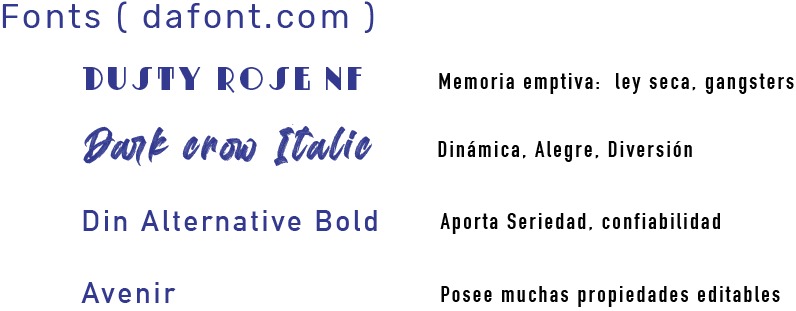 Fonts ( dafont.com )
DUSTY ROSE NF Memoria emptiva: ley seca, gangsters
Dark crow Italic Dinámica, Alegre, Diversión
Din Alternative Bold Aporta Seriedad, confiabilidad
Avenir Posee muchas propiedades editables